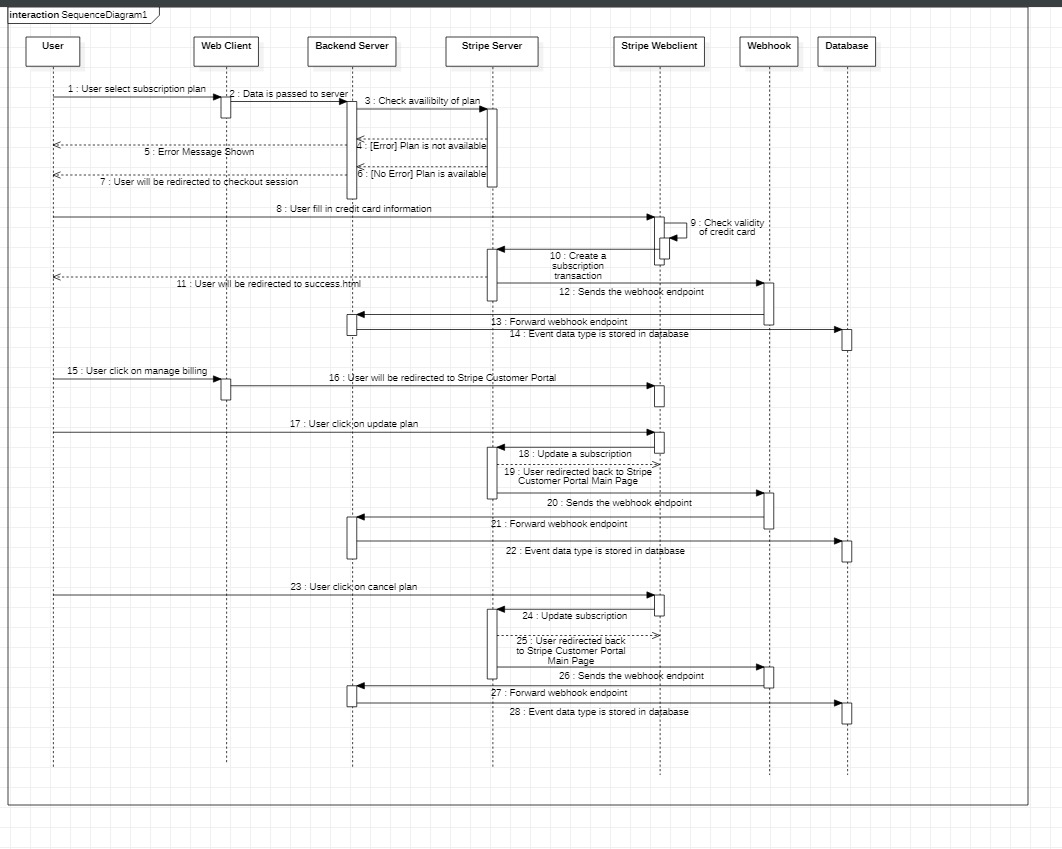 interaction SequenceDiagram1
User
Web Client
Backend Server
Stripe Server
Stripe Webclient
Webhook
Database
1 : User select subscription plan
2 : Data is passed to server
3 : Check availibilty of plan
4 : [Error] Plan is not available
5 : Error Message Shown
6 : [No Error] Plan is available
7 : User will be redirected to checkout session
8 : User fill in credit card information
9 : Check validity
of credit card
10 : Create a
subscription
transaction
11 : User will be redirected to success.html
12 : Sends the webhook endpoint
13 : Forward webhook endpoint
14 : Event data type is stored in database
15 : User click on manage billing
16 : User will be redirected to Stripe Customer Portal
17 : User click on update plan
18 : Update a subscription
19 : User redirected back to Stripe
Customer Portal Main Page
20 : Sends the webhook endpoint
21 : Forward webhook endpoint
22 : Event data type is stored in database
23 : User click on cancel plan
24 : Update subscription
25 : User redirected back
to Stripe Customer Portal
Main Page
26 : Sends the webhook endpoint
27 : Forward webhook endpoint
28 : Event data type is stored in database